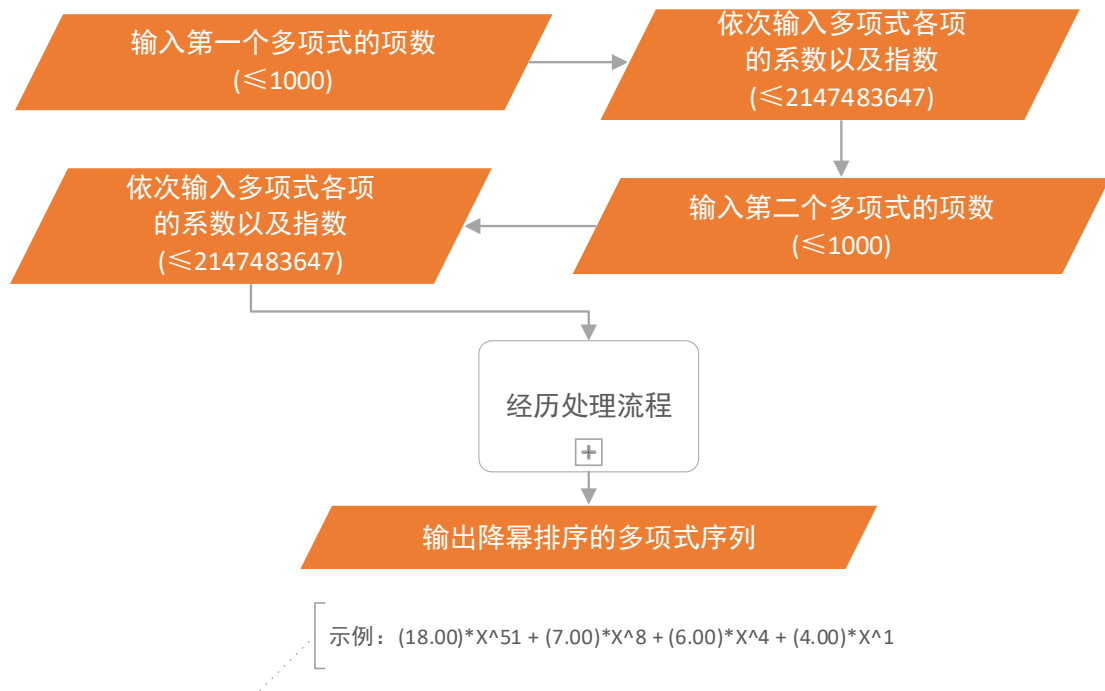 输入第一个多项式的项数
(≤1000)
依次输入多项式各项
的系数以及指数
(≤2147483647)
输入第二个多项式的项数
(≤1000)
依次输入多项式各项
的系数以及指数
(≤2147483647)
经历处理流程
输出降幂排序的多项式序列
示例：(18.00)*X^51 + (7.00)*X^8 + (6.00)*X^4 + (4.00)*X^1